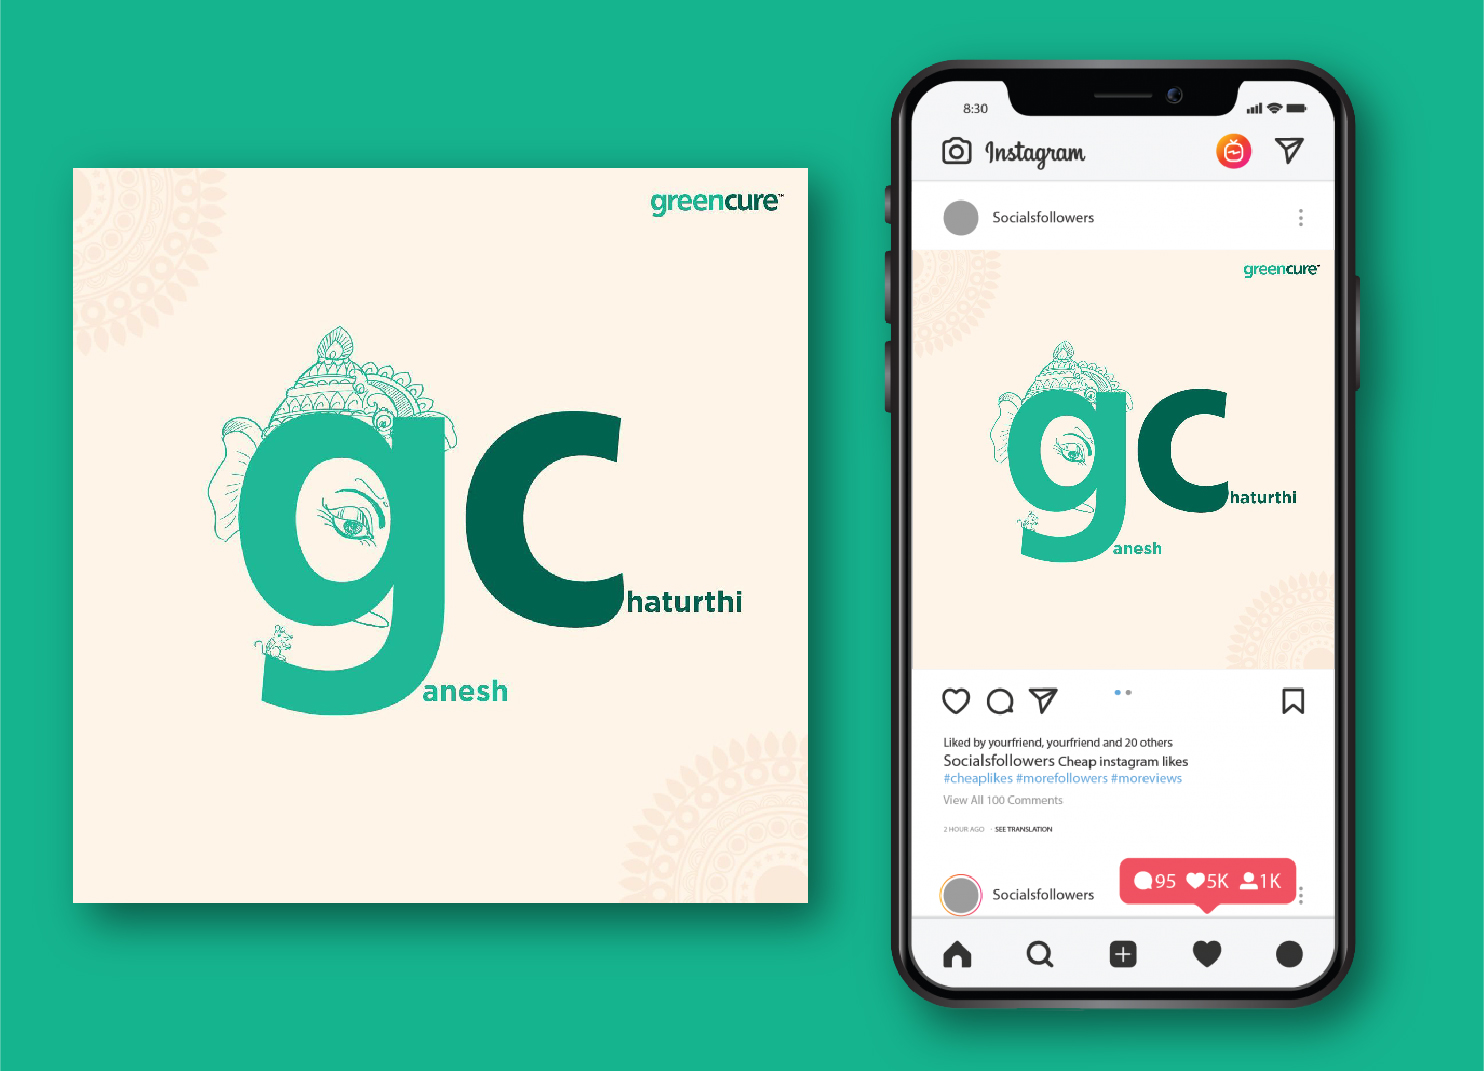 greencure™
gc
haturthi
anesh
8:30
Instagram
Socialsfollowers
greencure™
gc
haturthi
anesh
Liked by yourfriend, yourfriend and 20 others
Socialsfollowers Cheap instagram likes
#cheaplikes #morefollowers #moreviews
View All 100 Comments
2 HOUR AGO · SEE TRANSLATION
Socialsfollowers
95 5K 1K